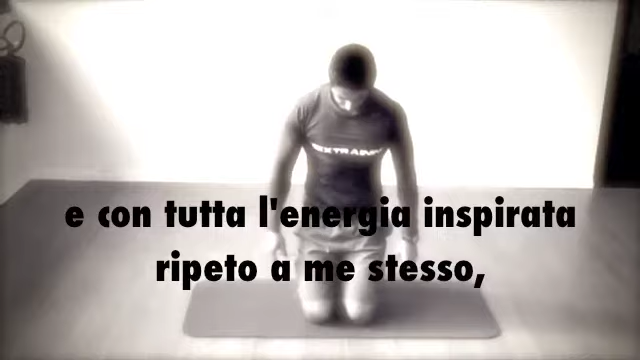 e con tutta l'energia inspirata
ripeto a me stesso,